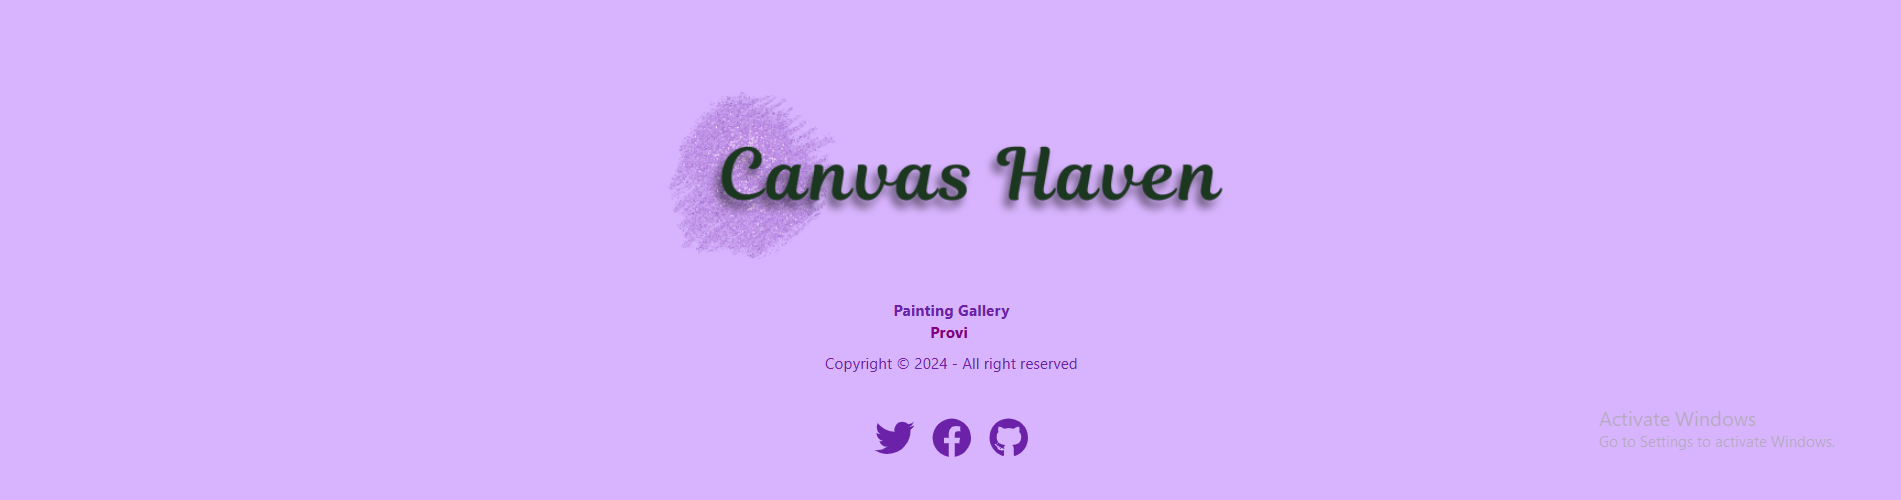 Canvas Haven
Painting Gallery
Provi
Copyright © 2024 - All right reserved
Activate Windows
Go to Settings to activate Windows.